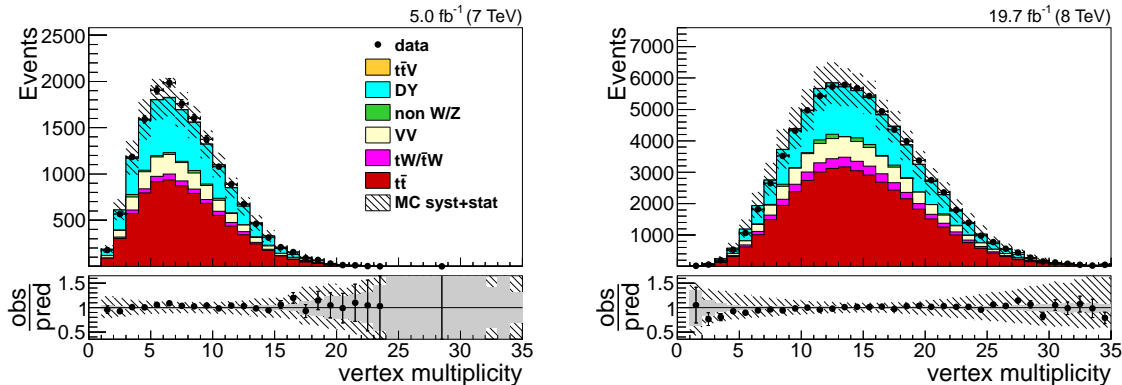 5.0 fb⁻¹ (7 TeV)
Events
2500
2000
1500
1000
500
data
tt̄V
DY
non W/Z
VV
tW/t̄W
tt̄
MC syst+stat
obs
pred
1.5
1
0.5
0 5 10 15 20 25 30 35
vertex multiplicity
19.7 fb⁻¹ (8 TeV)
Events
7000
6000
5000
4000
3000
2000
1000
obs
pred
1.5
1
0.5
0 5 10 15 20 25 30 35
vertex multiplicity